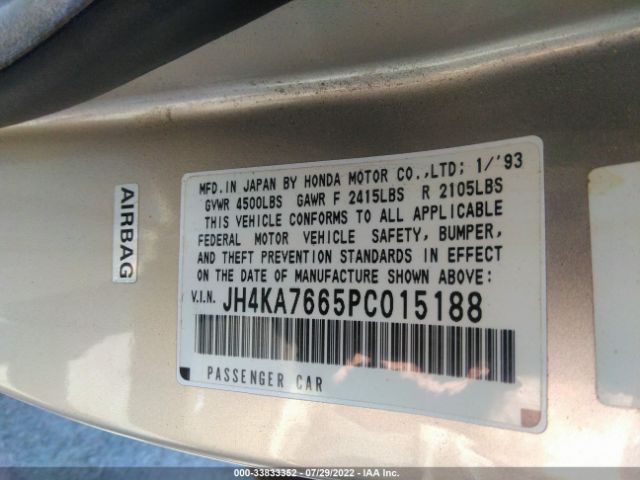 MFD.IN JAPAN BY HONDA MOTOR CO.,LTD; 1/'93
GVWR 4500LBS GAWR F 2415LBS R 2105LBS
THIS VEHICLE CONFORMS TO ALL APPLICABLE
FEDERAL MOTOR VEHICLE SAFETY, BUMPER,
AND THEFT PREVENTION STANDARDS IN EFFECT
ON THE DATE OF MANUFACTURE SHOWN ABOVE:
V.I.N. JH4KA7665PC015188
PASSENGER CAR
AIRBAG
000-33833352 07/29/2022 - IAA Inc.